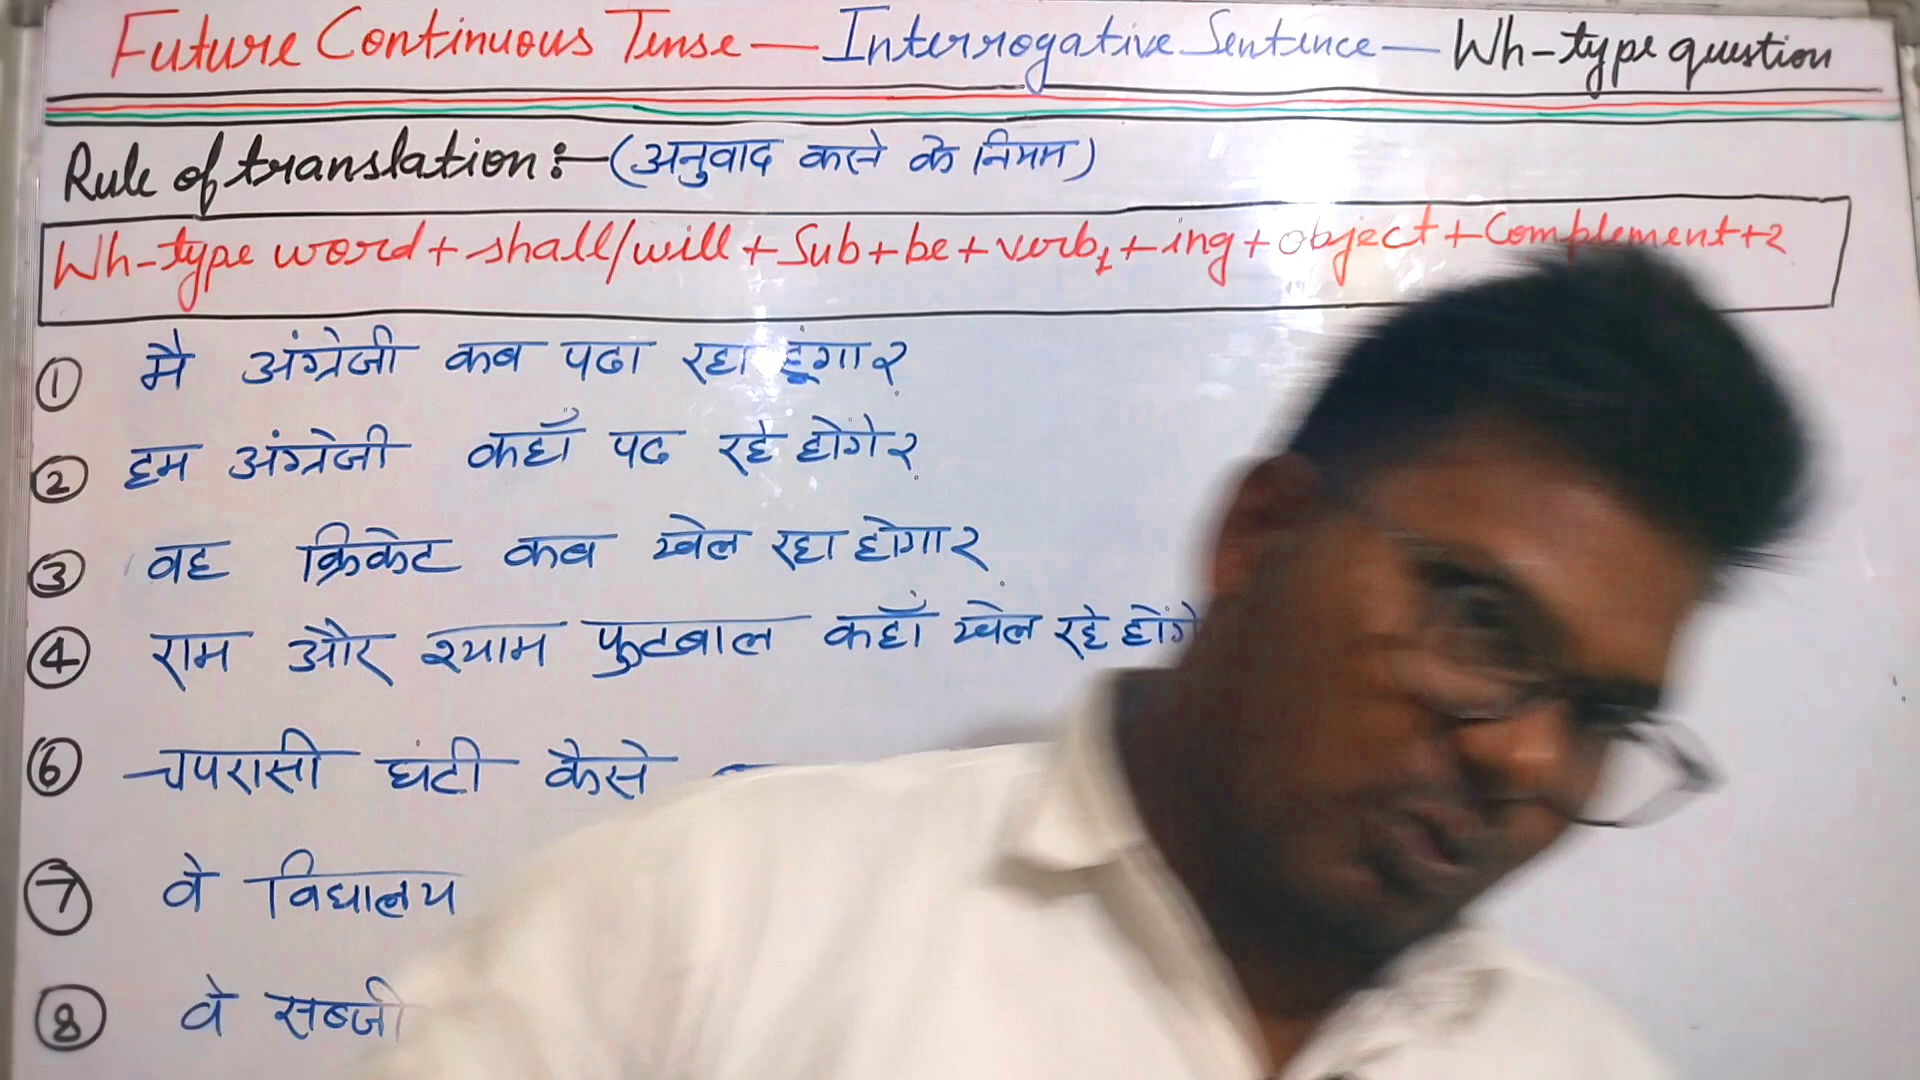 Future Continuous Tense — Interrogative Sentence — Wh-type question
Rule of translation :- (अनुवाद करने के नियम)
Wh-type word + shall/will + Sub + be + verb1 + ing + object + Complement + ?
① मै अंग्रेजी कब पढा रहा हूंगा?
② हम अंग्रेजी कहाँ पढ रहे होंगे?
③ वह क्रिकेट कब खेल रहा होगा?
④ राम और श्याम फुटबाल कहाँ खेल रहे होंगे
⑥ चपरासी घंटी कैसे
⑦ वे विधालय
⑧ वे सब्जी